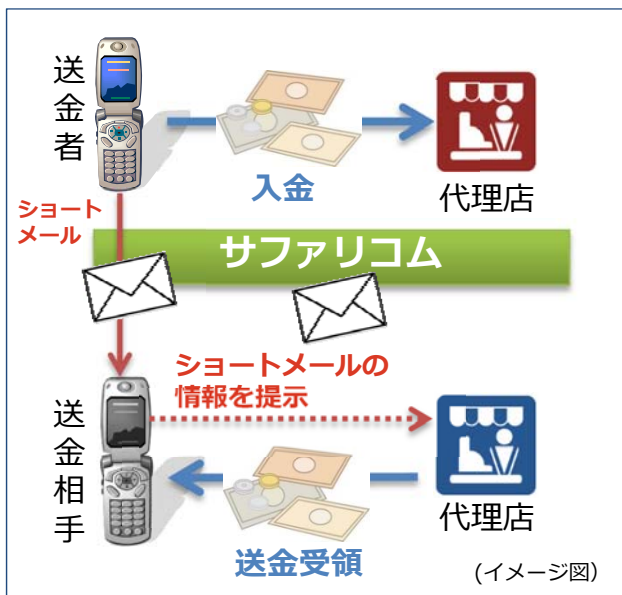 送金者
入金
代理店
ショート
メール
サファリコム
ショートメールの
情報を提示
送金相手
代理店
送金受領
(イメージ図)